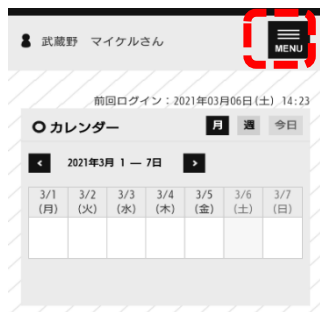 武蔵野 マイケルさん
MENU
前回ログイン：2021年03月06日(土) 14:23
カレンダー
月 週 今日
2021年3月 1 — 7日
3/1 3/2 3/3 3/4 3/5 3/6 3/7
(月) (火) (水) (木) (金) (土) (日)